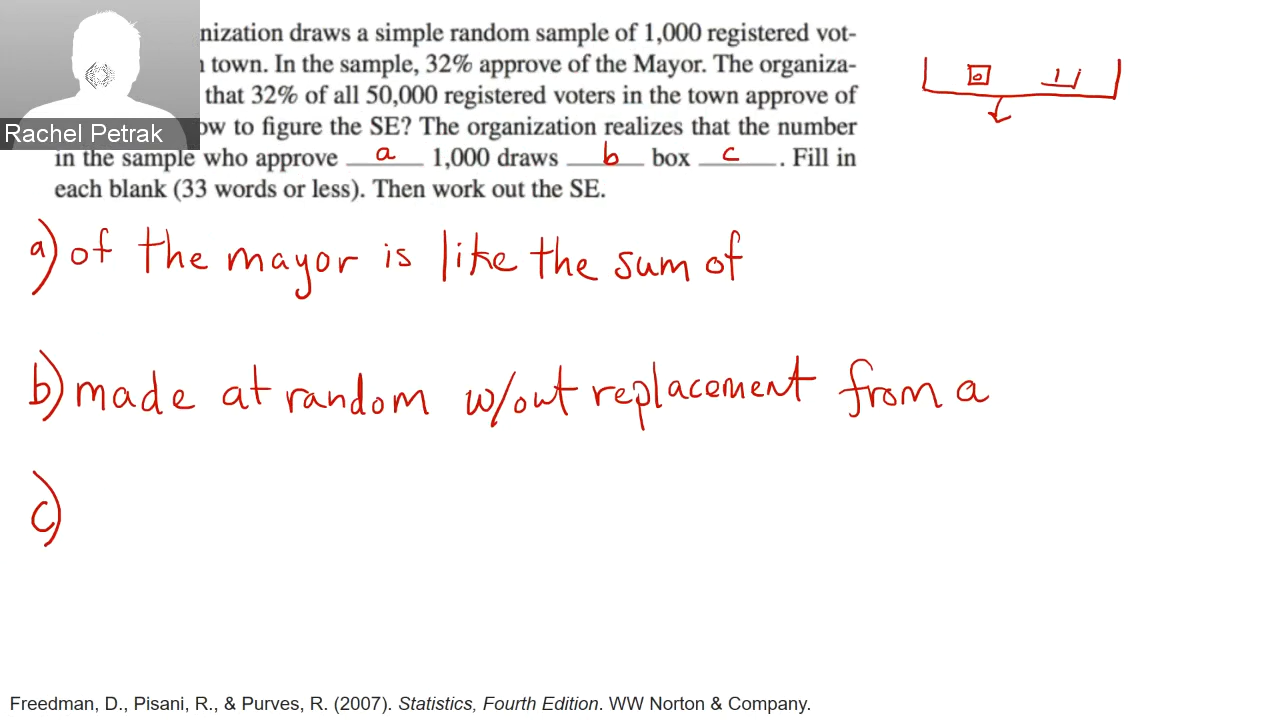 nization draws a simple random sample of 1,000 registered vot-
town. In the sample, 32% approve of the Mayor. The organiza-
that 32% of all 50,000 registered voters in the town approve of
Rachel Petrak
ow to figure the SE? The organization realizes that the number
in the sample who approve a 1,000 draws b box c. Fill in
each blank (33 words or less). Then work out the SE.
0 1
a) of the mayor is like the sum of
b) made at random w/out replacement from a
c)
Freedman, D., Pisani, R., & Purves, R. (2007). Statistics, Fourth Edition. WW Norton & Company.